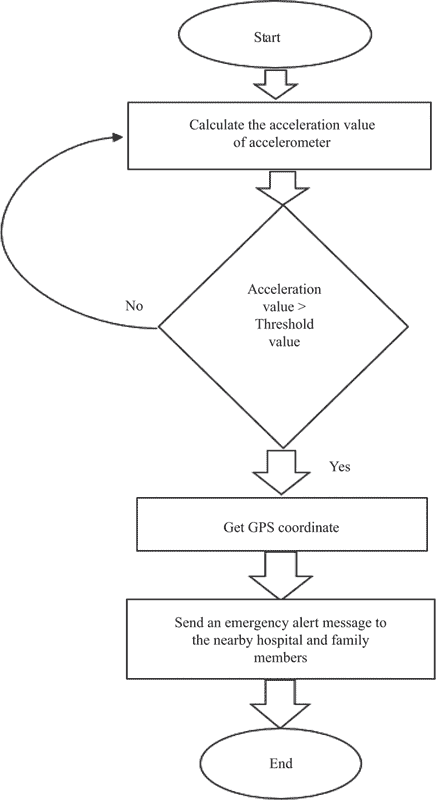 Start
Calculate the acceleration value
of accelerometer
Acceleration
value >
Threshold
value
No
Yes
Get GPS coordinate
Send an emergency alert message to
the nearby hospital and family
members
End